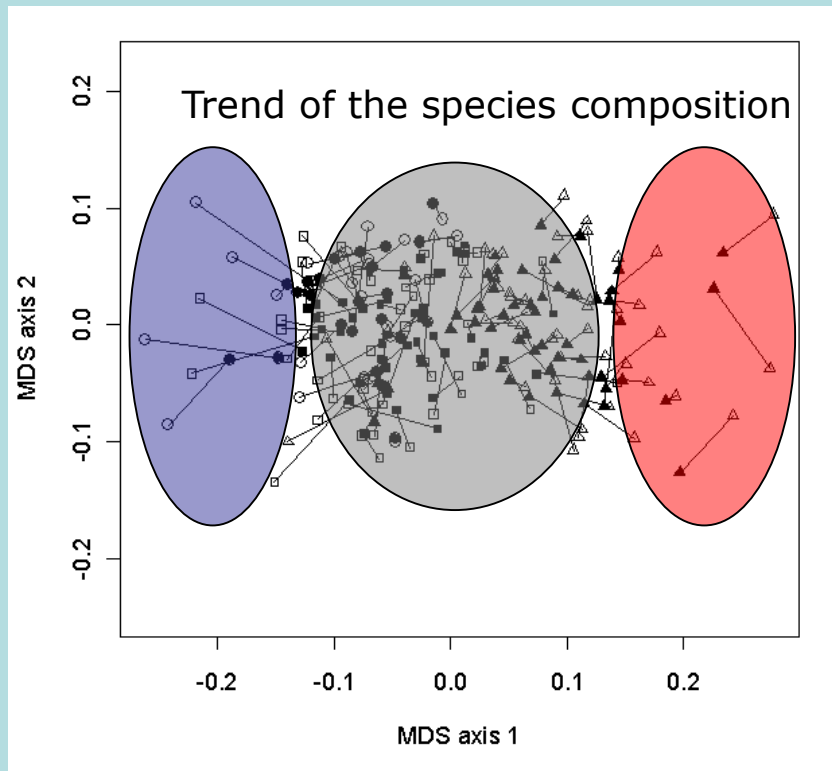 Trend of the species composition
0.2
0.1
0.0
-0.1
-0.2
MDS axis 2
-0.2 -0.1 0.0 0.1 0.2
MDS axis 1